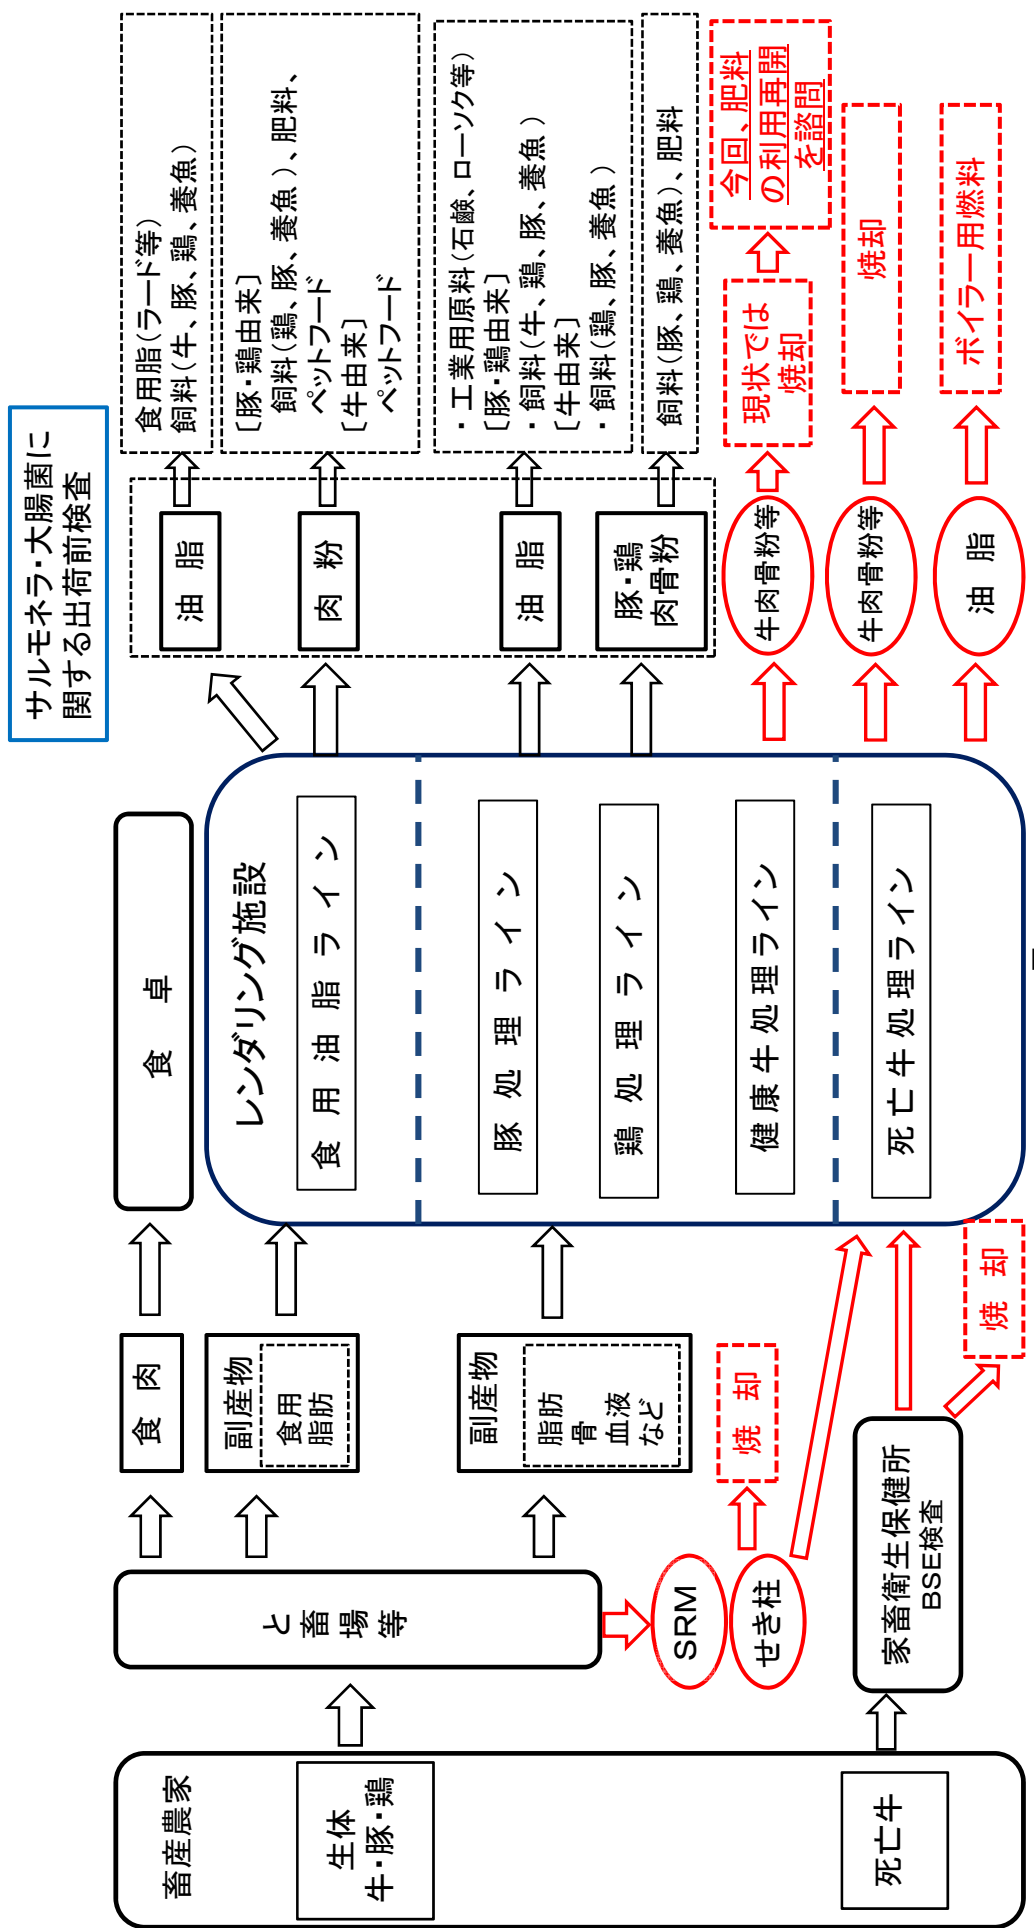 サルモネラ・大腸菌に
関する出荷前検査
畜産農家
生体
牛・豚・鶏
死亡牛
と畜場等
家畜衛生保健所
BSE検査
SRM
せき柱
食肉
副産物
食用
脂肪
副産物
脂肪
骨
血液
など
焼却
焼却
食卓
レンダリング施設
食用油脂ライン
豚処理ライン
鶏処理ライン
健康牛処理ライン
死亡牛処理ライン
油脂
肉粉
油脂
豚・鶏
肉骨粉
牛肉骨粉等
牛肉骨粉等
油脂
食用脂(ラード等)
飼料(牛、豚、鶏、養魚)
〔豚・鶏由来〕
飼料(鶏、豚、養魚)、肥料、
ペットフード
〔牛由来〕
ペットフード
・工業用原料(石鹸、ローソク等)
〔豚・鶏由来〕
・飼料(牛、鶏、豚、養魚)
〔牛由来〕
・飼料(鶏、豚、養魚)
飼料(豚、鶏、養魚)、肥料
現状では
焼却
今回、肥料
の利用再開
を諮問
焼却
ボイラー用燃料